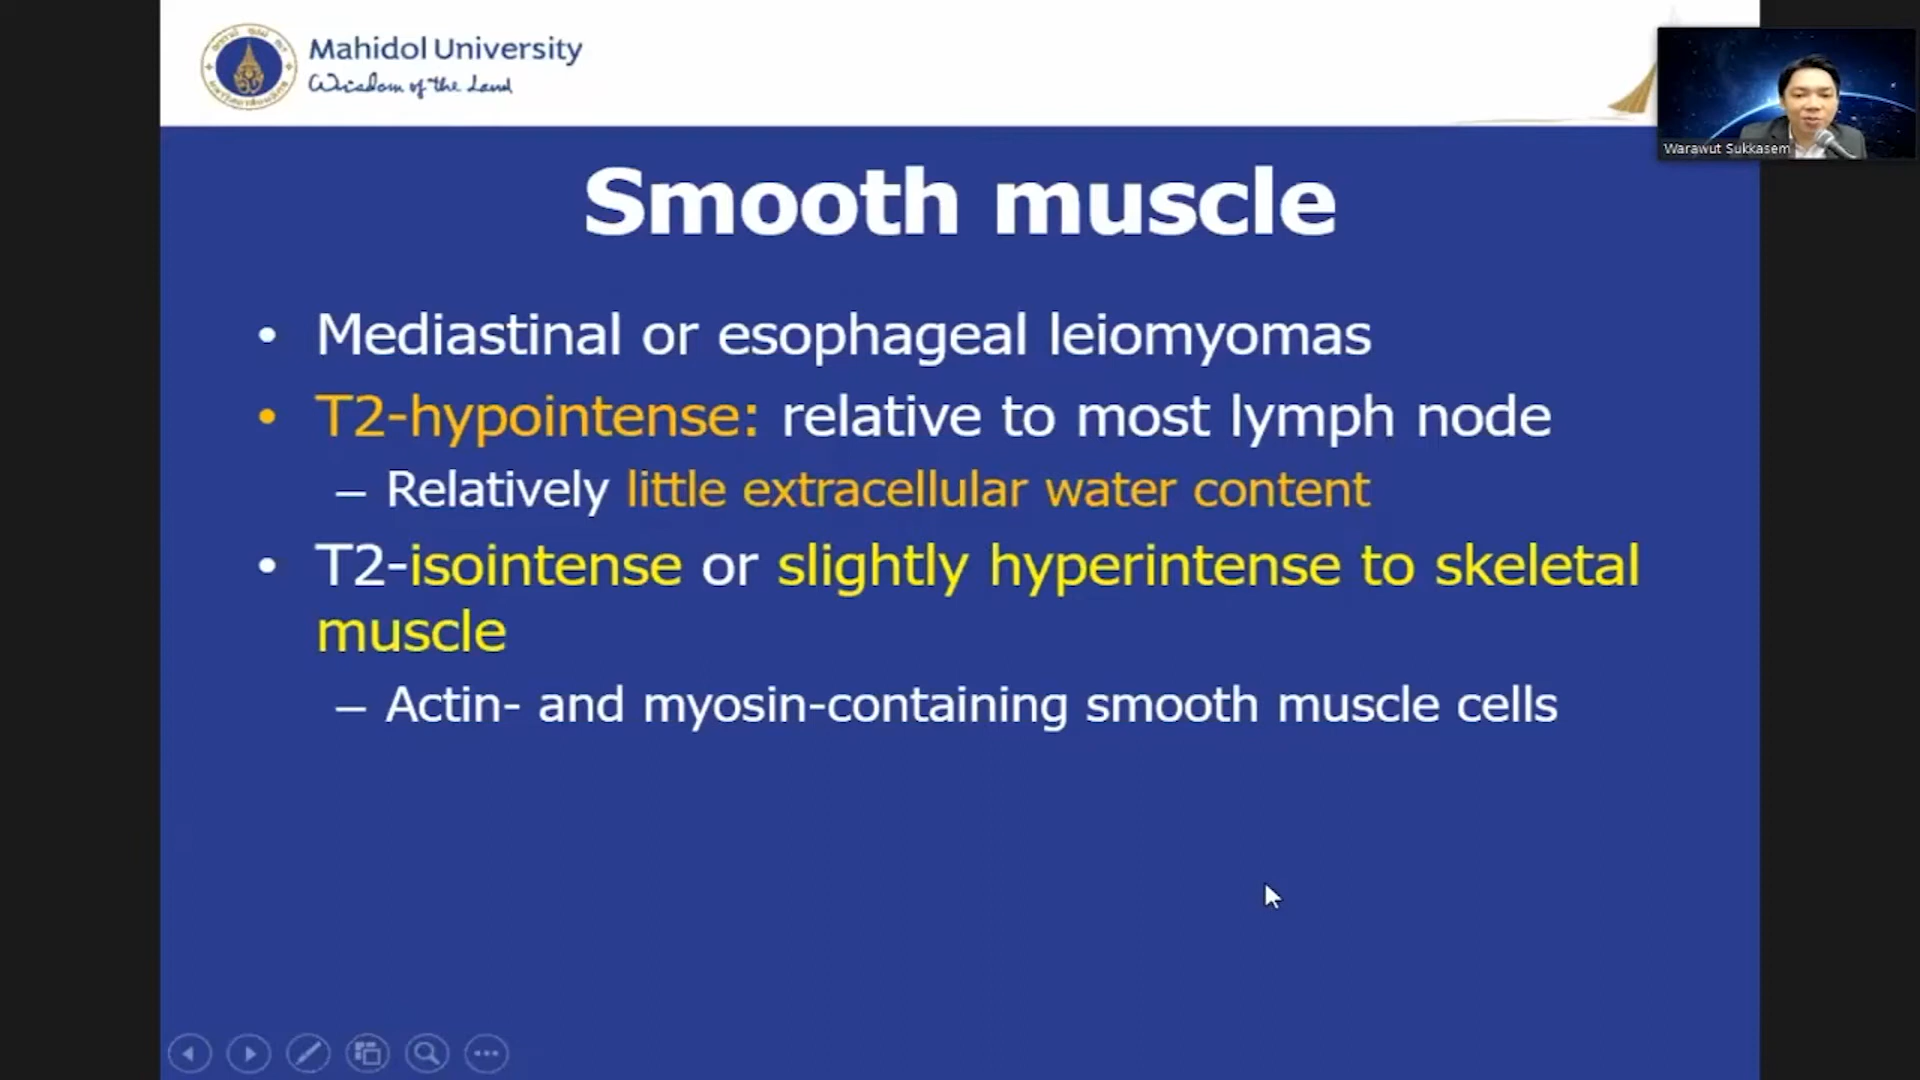 Mahidol University
Wisdom of the Land
Warawut Sukkasem
Smooth muscle
• Mediastinal or esophageal leiomyomas
• T2-hypointense: relative to most lymph node
– Relatively little extracellular water content
• T2-isointense or slightly hyperintense to skeletal
muscle
– Actin- and myosin-containing smooth muscle cells